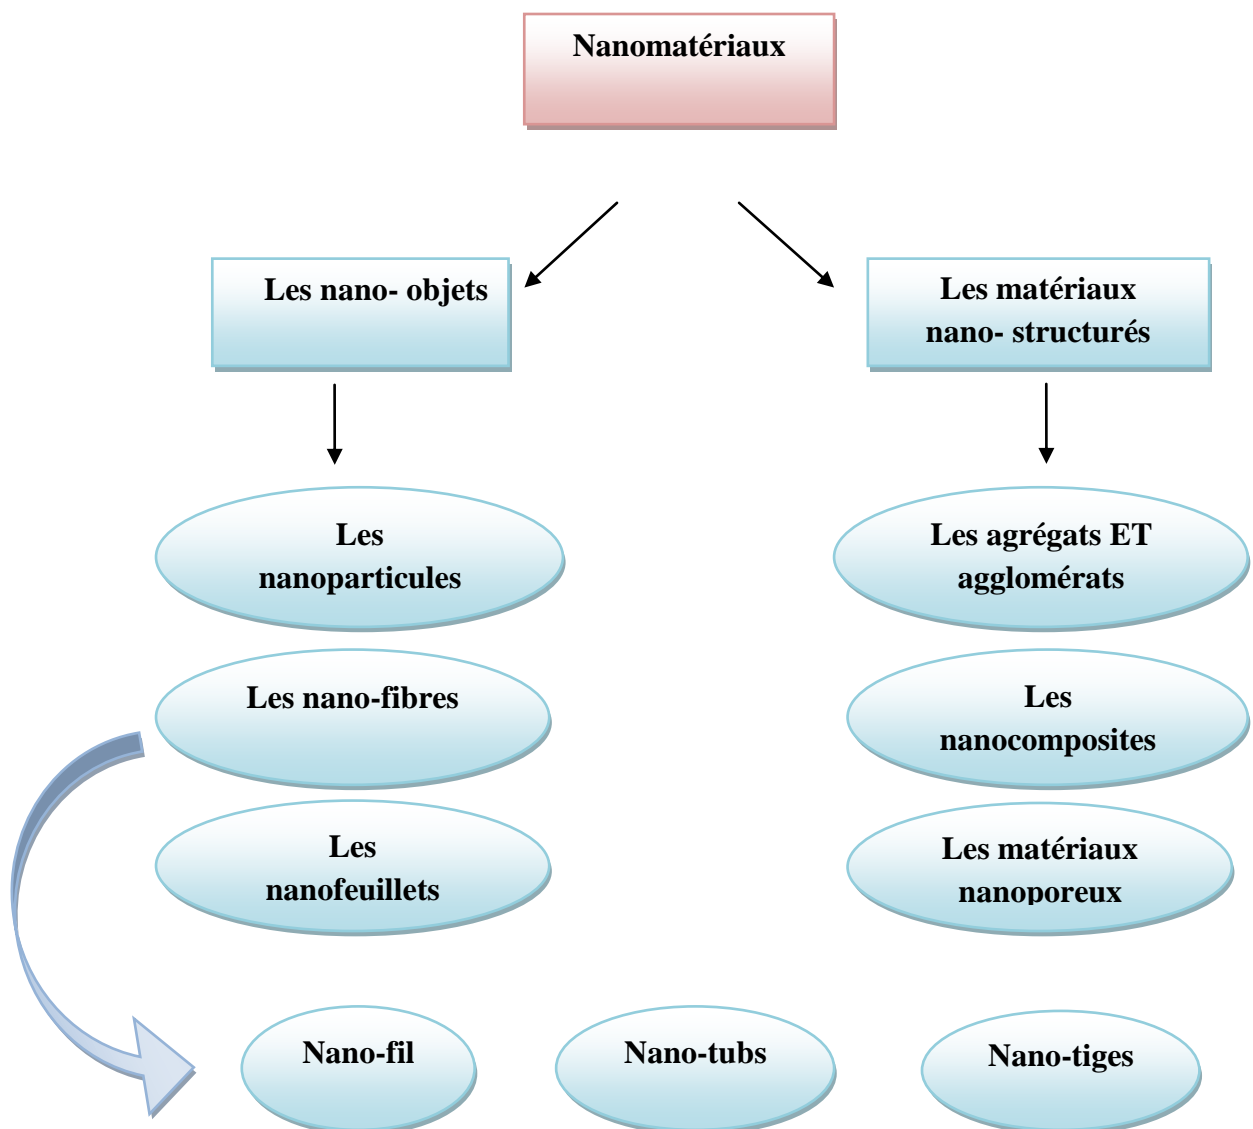 Nanomatériaux
Les nano- objets
Les matériaux
nano- structurés
Les
nanoparticules
Les agrégats ET
agglomérats
Les nano-fibres
Les
nanocomposites
Les
nanofeuillets
Les matériaux
nanoporeux
Nano-fil
Nano-tubs
Nano-tiges